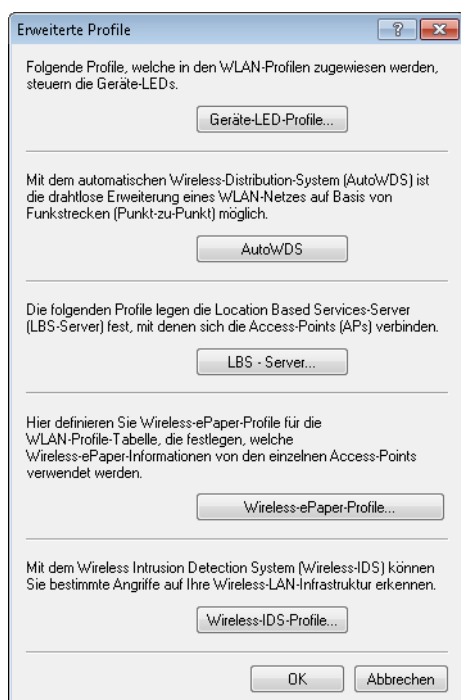 Erweiterte Profile
Folgende Profile, welche in den WLAN-Profilen zugewiesen werden,
steuern die Geräte-LEDs.
Geräte-LED-Profile...
Mit dem automatischen Wireless-Distribution-System (AutoWDS) ist
die drahtlose Erweiterung eines WLAN-Netzes auf Basis von
Funkstrecken (Punkt-zu-Punkt) möglich.
AutoWDS
Die folgenden Profile legen die Location Based Services-Server
(LBS-Server) fest, mit denen sich die Access-Points (APs) verbinden.
LBS - Server...
Hier definieren Sie Wireless-ePaper-Profile für die
WLAN-Profile-Tabelle, die festlegen, welche
Wireless-ePaper-Informationen von den einzelnen Access-Points
verwendet werden.
Wireless-ePaper-Profile...
Mit dem Wireless Intrusion Detection System (Wireless-IDS) können
Sie bestimmte Angriffe auf Ihre Wireless-LAN-Infrastruktur erkennen.
Wireless-IDS-Profile...
OK Abbrechen